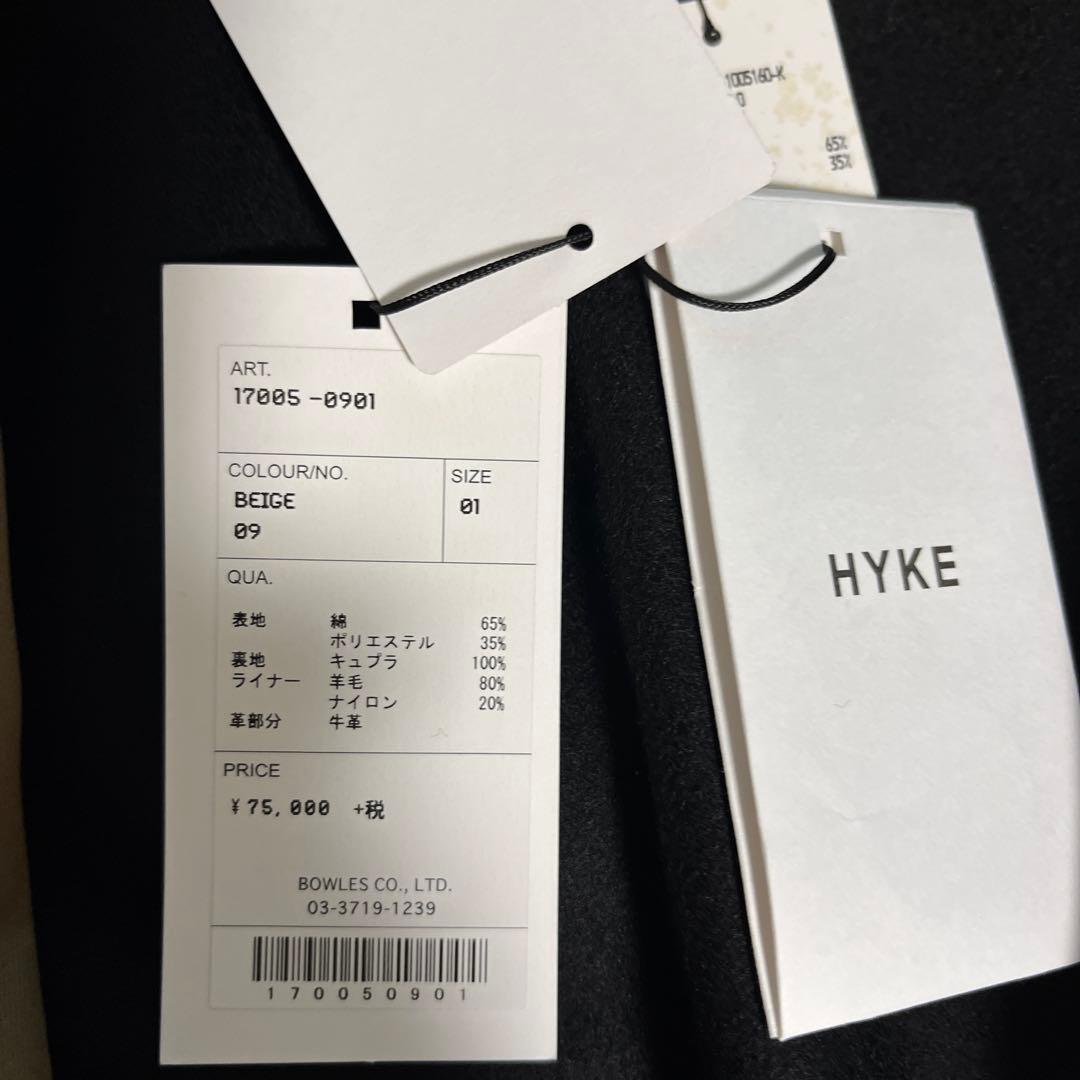 1005160-K
0
65%
35%
HYKE
ART.
17005 -0901
COLOUR/NO.
BEIGE
09
SIZE
01
QUA.
表地 綿 65%
ポリエステル 35%
裏地 キュプラ 100%
ライナー 羊毛 80%
ナイロン 20%
革部分 牛革
PRICE
¥75,000 +税
BOWLES CO., LTD.
03-3719-1239
170050901